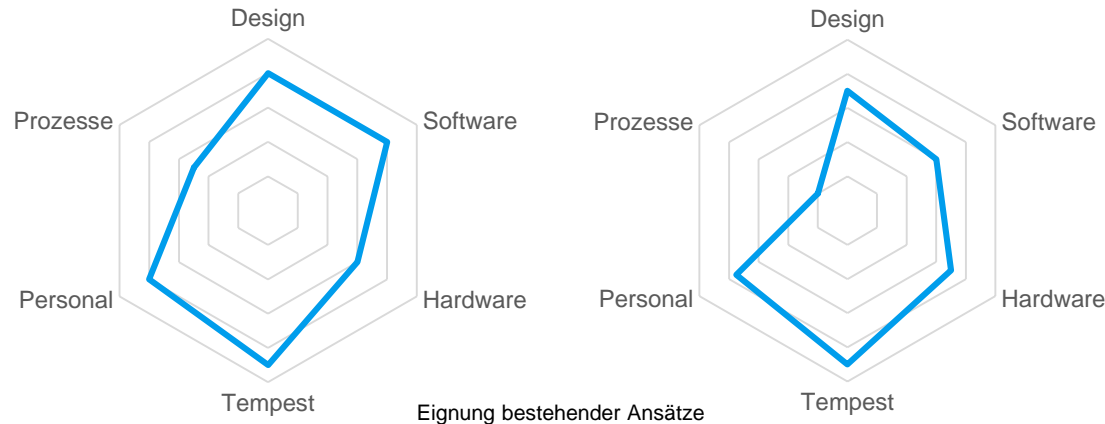 Design
Prozesse
Software
Personal
Hardware
Tempest
Design
Prozesse
Software
Personal
Hardware
Tempest
Eignung bestehender Ansätze